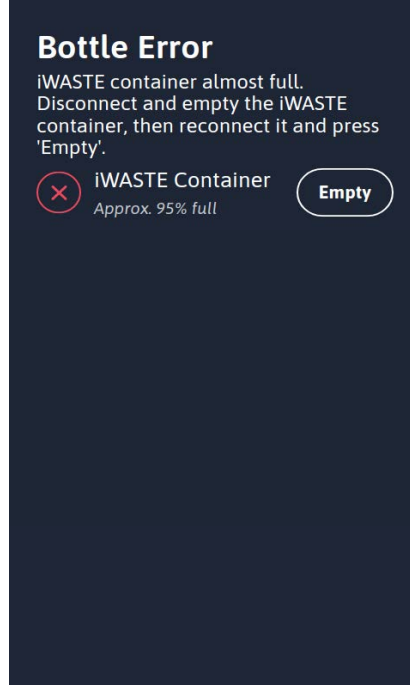 Bottle Error
iWASTE container almost full.
Disconnect and empty the iWASTE
container, then reconnect it and press
'Empty'.
iWASTE Container
Empty
Approx. 95% full